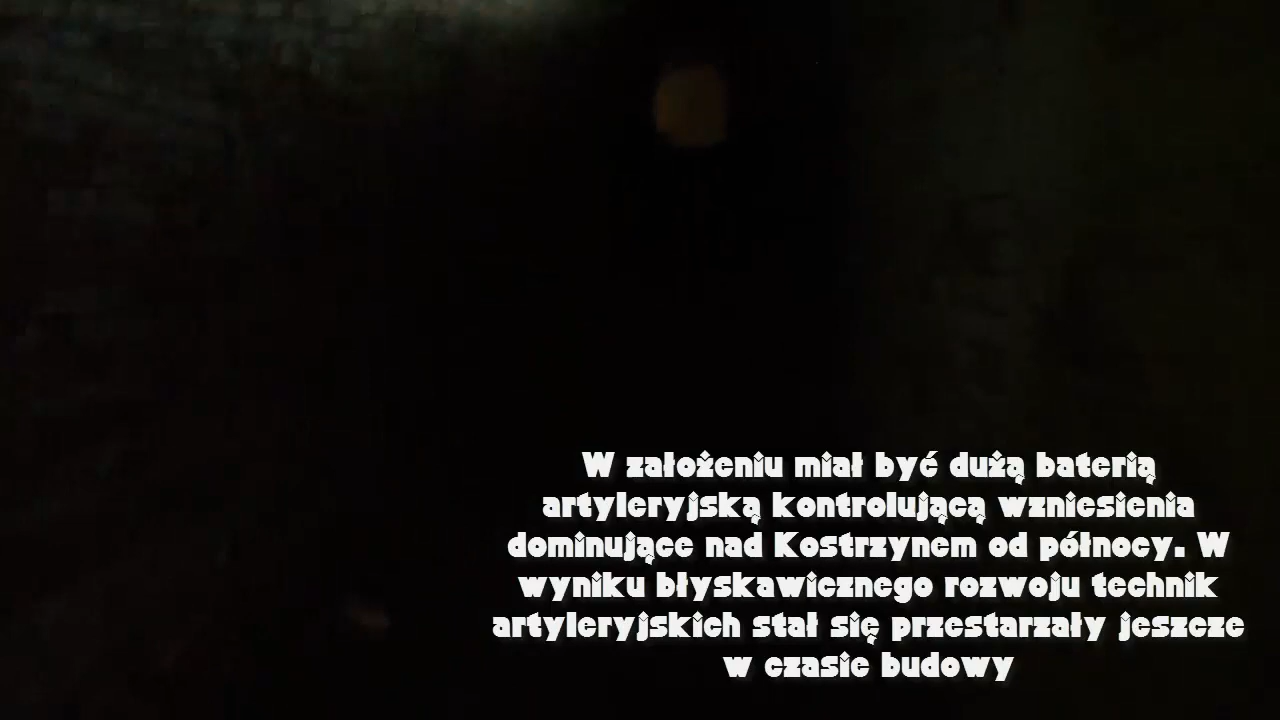 W założeniu miał być dużą baterią
artyleryjską kontrolującą wzniesienia
dominujące nad Kostrzynem od północy. W
wyniku błyskawicznego rozwoju technik
artyleryjskich stał się przestarzały jeszcze
w czasie budowy